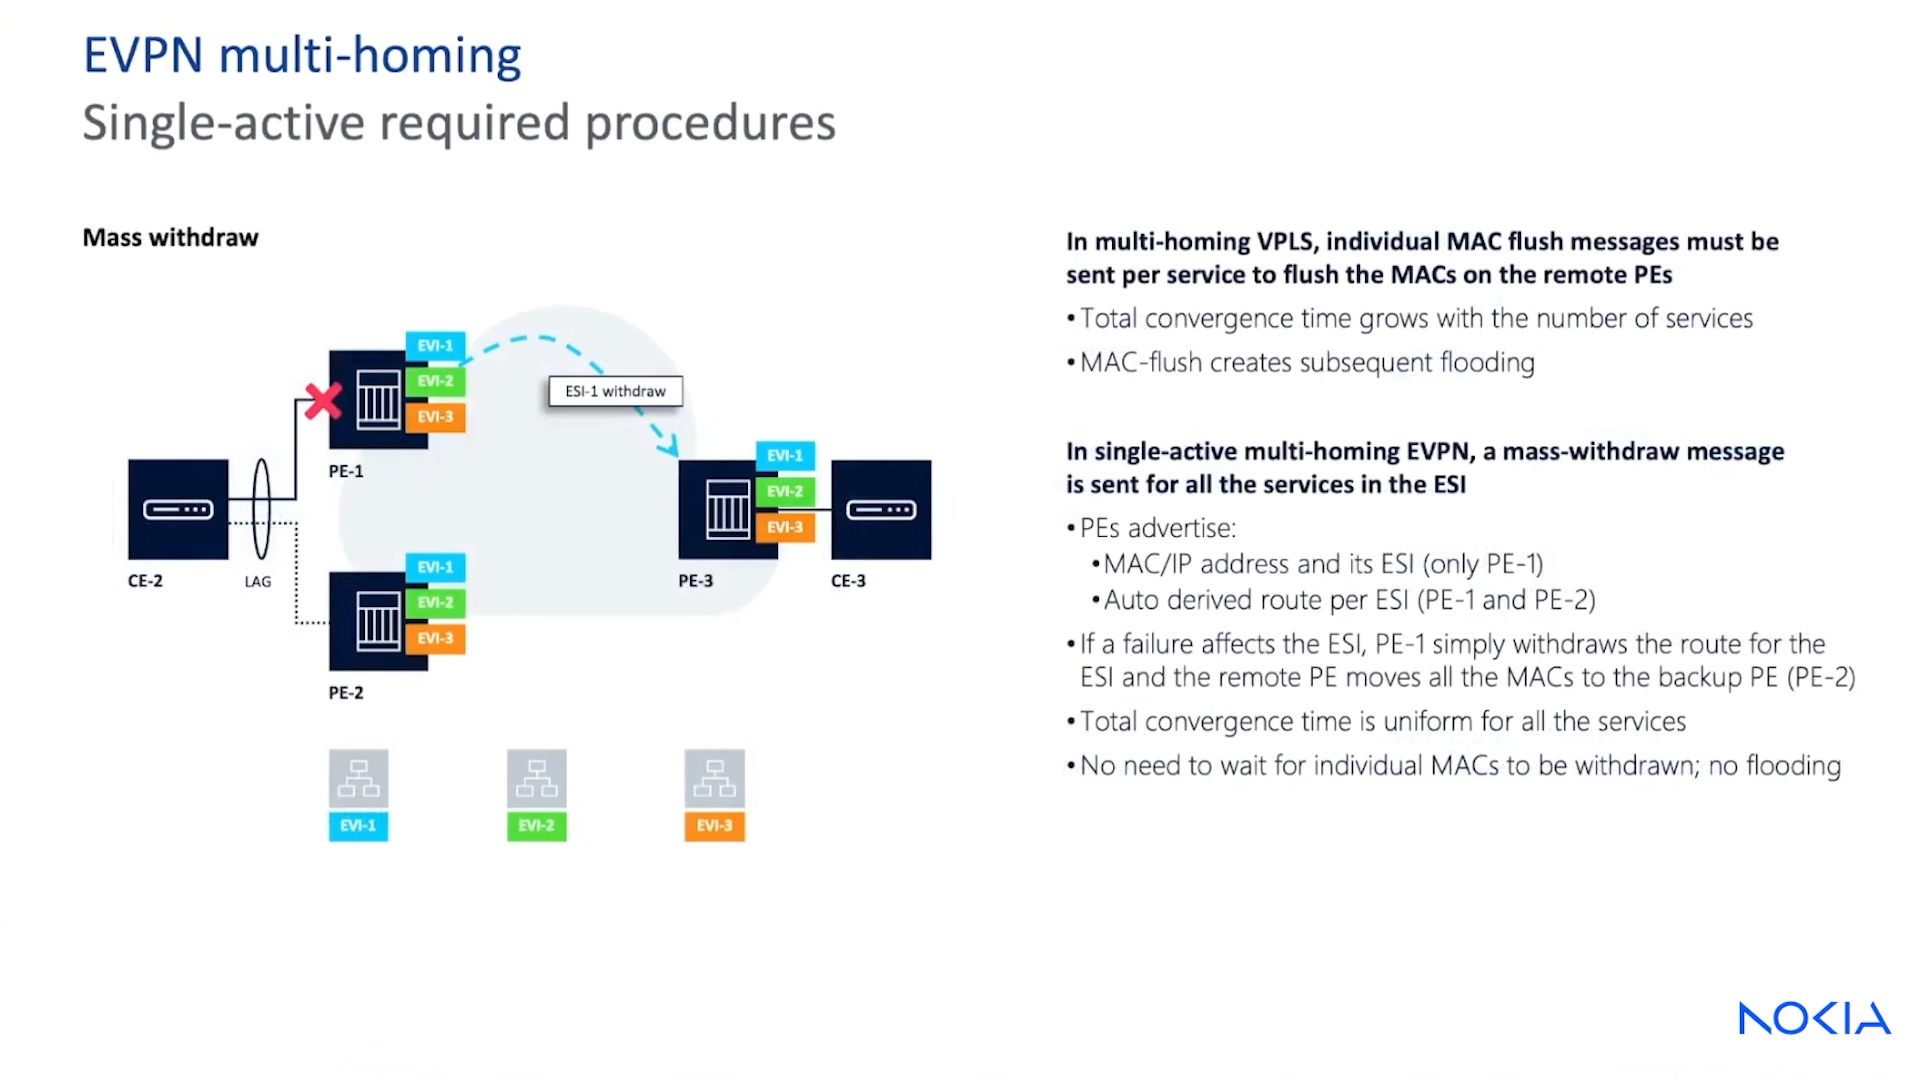 EVPN multi-homing
Single-active required procedures
Mass withdraw
EVI-1
EVI-2
EVI-3
PE-1
ESI-1 withdraw
CE-2
LAG
EVI-1
EVI-2
EVI-3
PE-3
CE-3
EVI-1
EVI-2
EVI-3
PE-2
EVI-1
EVI-2
EVI-3
In multi-homing VPLS, individual MAC flush messages must be
sent per service to flush the MACs on the remote PEs
•Total convergence time grows with the number of services
•MAC-flush creates subsequent flooding
In single-active multi-homing EVPN, a mass-withdraw message
is sent for all the services in the ESI
•PEs advertise:
•MAC/IP address and its ESI (only PE-1)
•Auto derived route per ESI (PE-1 and PE-2)
•If a failure affects the ESI, PE-1 simply withdraws the route for the
ESI and the remote PE moves all the MACs to the backup PE (PE-2)
•Total convergence time is uniform for all the services
•No need to wait for individual MACs to be withdrawn; no flooding
NOKIA